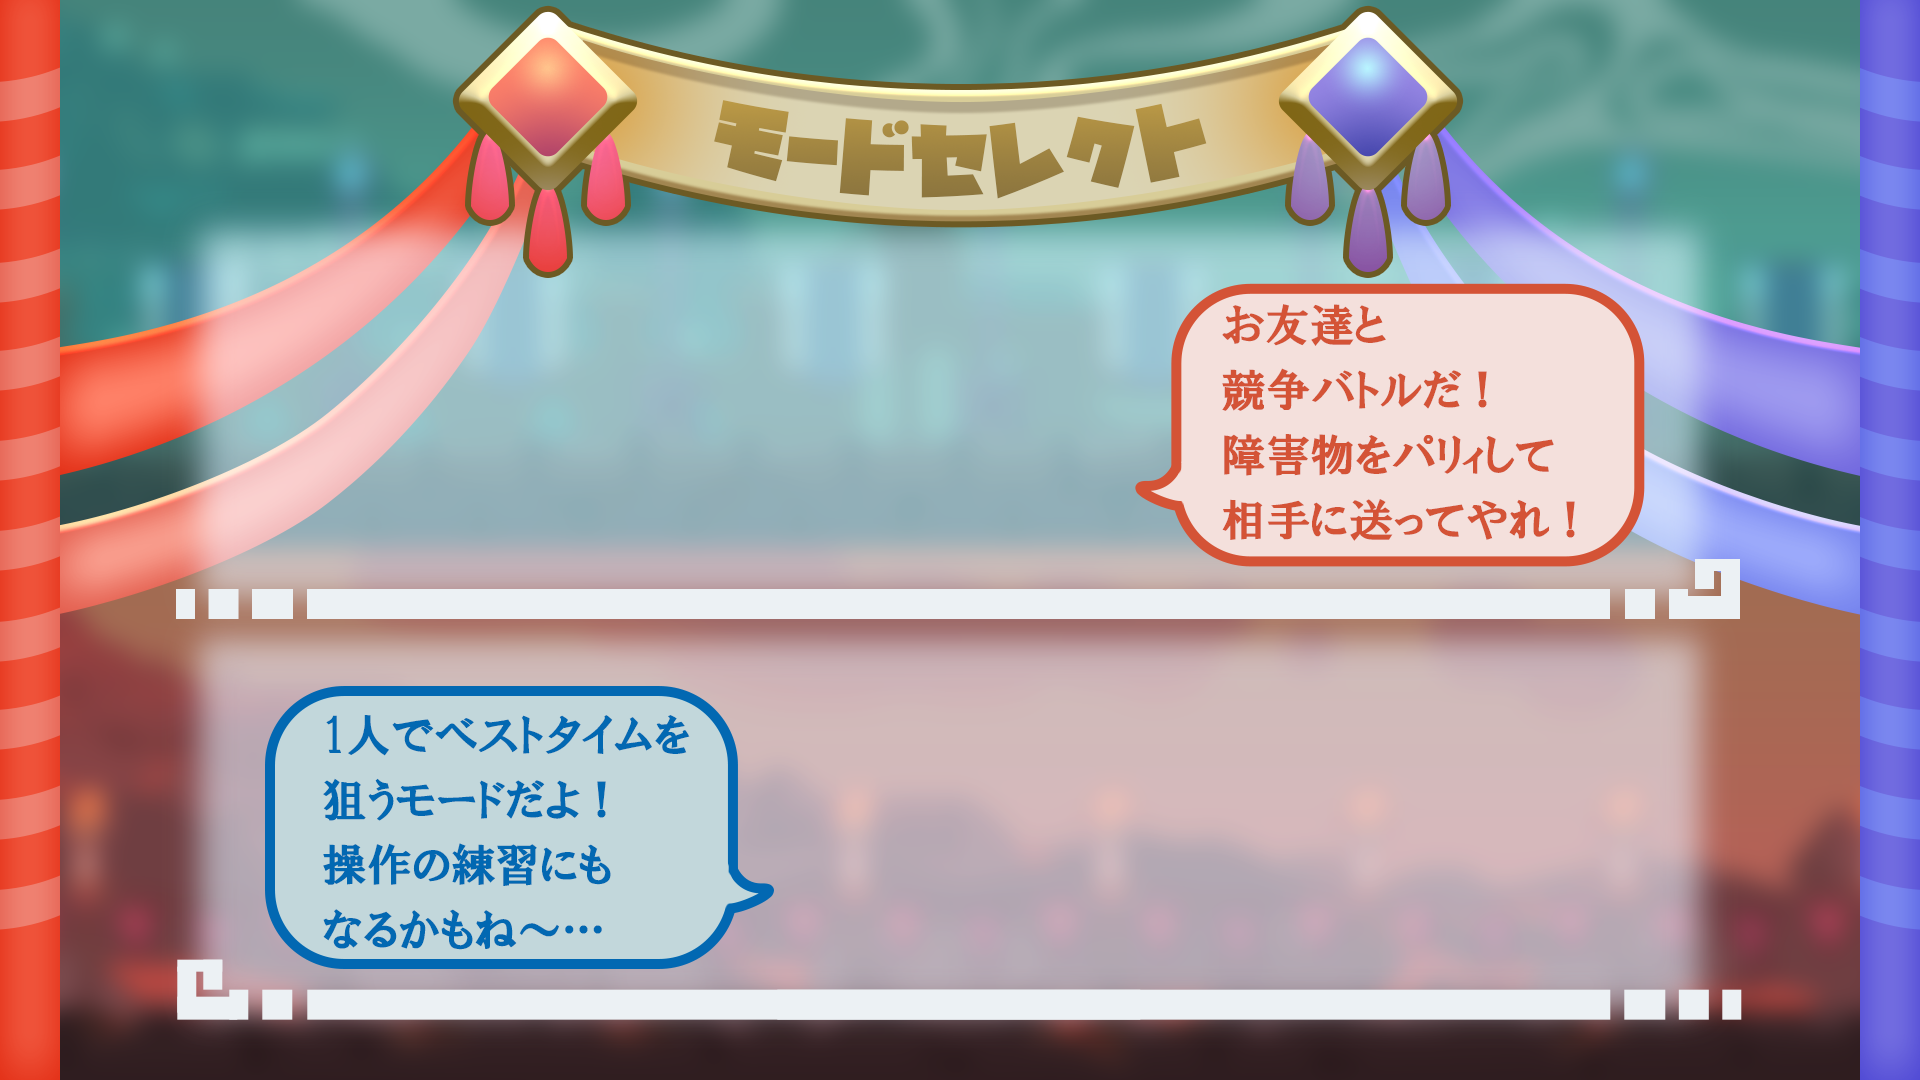 モードセレクト
お友達と
競争バトルだ！
障害物をパリィして
相手に送ってやれ！
1人でベストタイムを
狙うモードだよ！
操作の練習にも
なるかもね～…